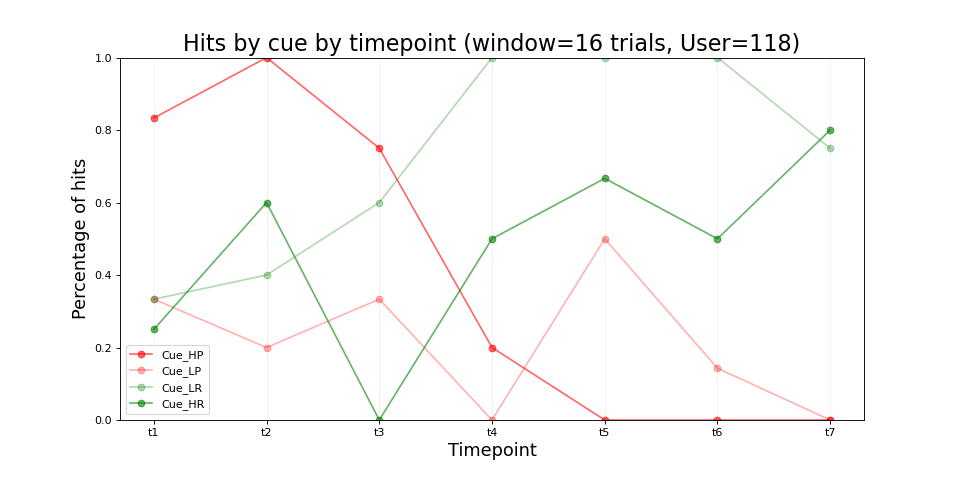 Hits by cue by timepoint (window=16 trials, User=118)
Percentage of hits
1.0
0.8
0.6
0.4
0.2
0.0
Cue_HP
Cue_LP
Cue_LR
Cue_HR
t1 t2 t3 t4 t5 t6 t7
Timepoint